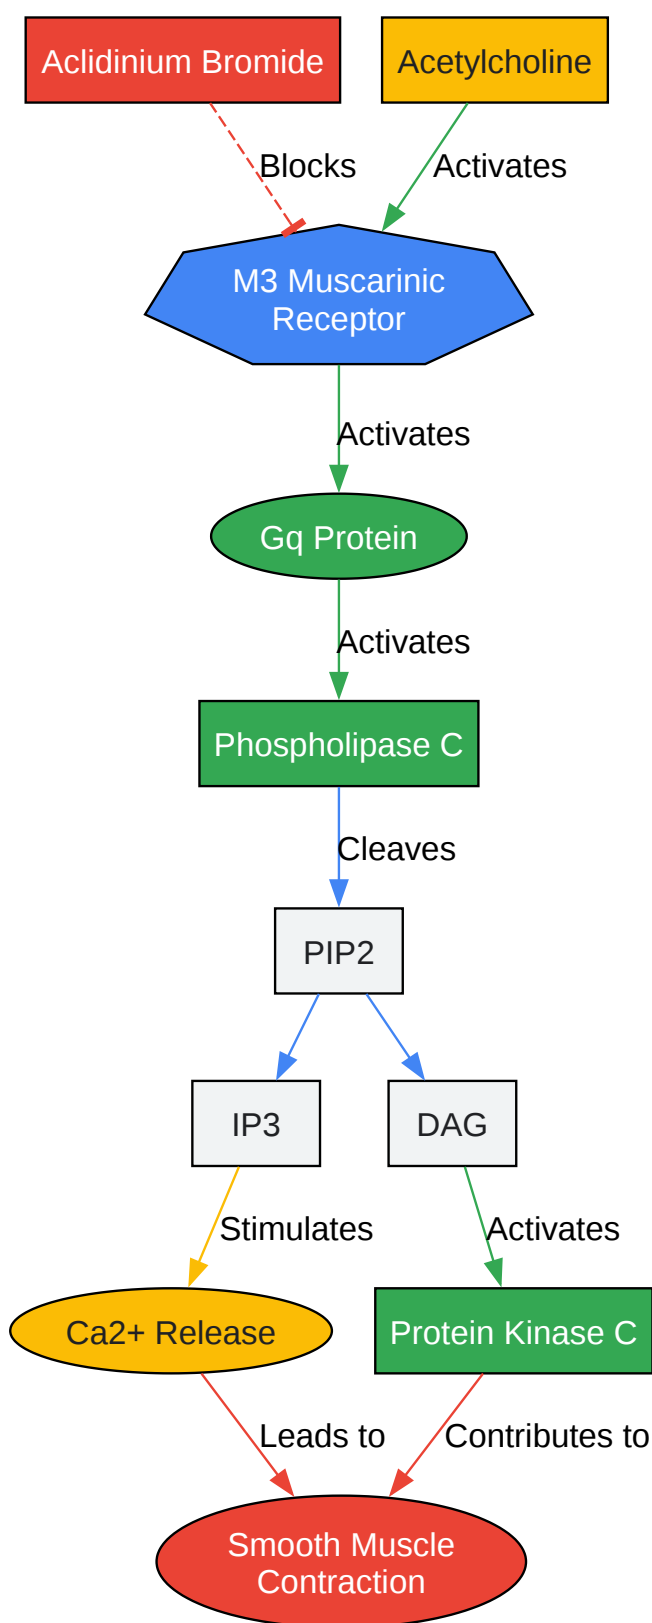 Aclidinium Bromide
Acetylcholine
Blocks
Activates
M3 Muscarinic
Receptor
Activates
Gq Protein
Activates
Phospholipase C
Cleaves
PIP2
IP3
DAG
Stimulates
Activates
Ca2+ Release
Protein Kinase C
Leads to
Contributes to
Smooth Muscle
Contraction